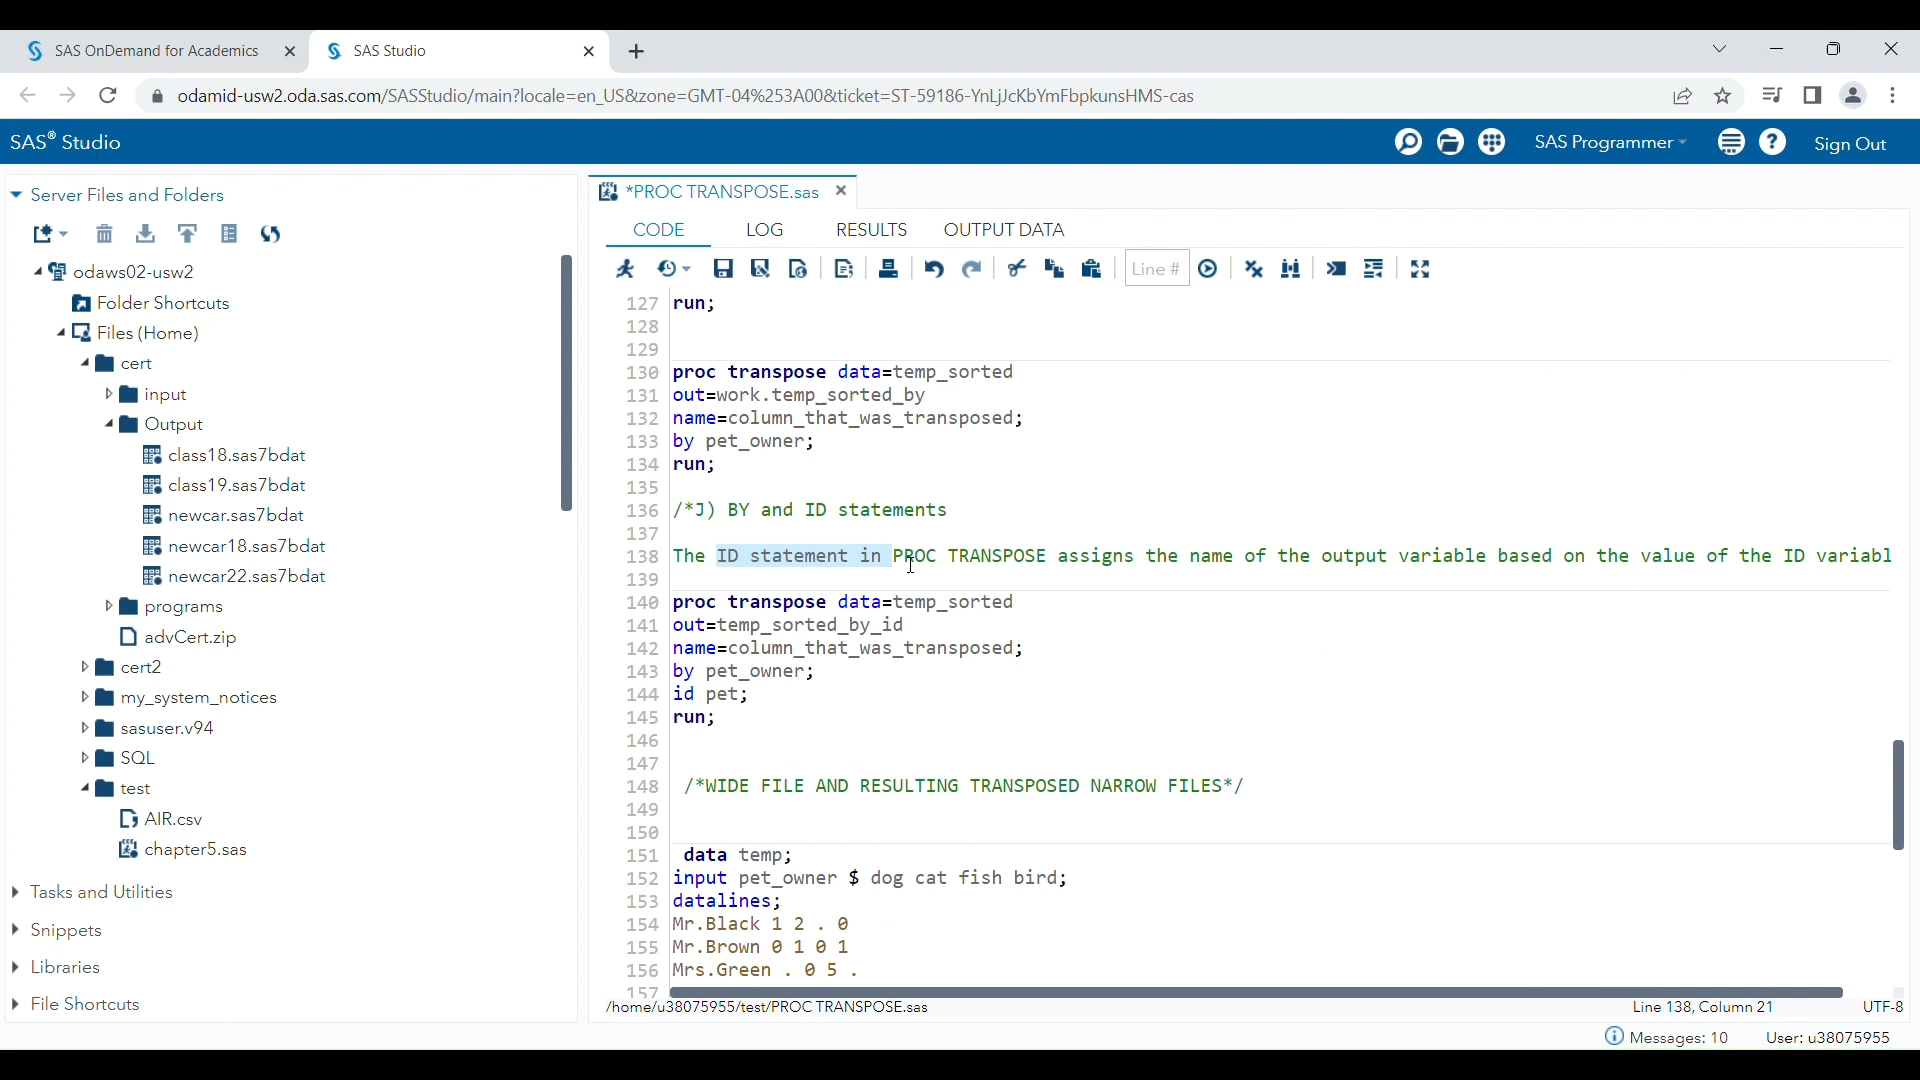 SAS OnDemand for Academics
SAS Studio
odamid-usw2.oda.sas.com/SASStudio/main?locale=en_US&zone=GMT-04%253A00&ticket=ST-59186-YnLjJcKbYmFbpkunsHMS-cas
SAS® Studio
SAS Programmer
Sign Out
Server Files and Folders
odaws02-usw2
Folder Shortcuts
Files (Home)
cert
input
Output
class18.sas7bdat
class19.sas7bdat
newcar.sas7bdat
newcar18.sas7bdat
newcar22.sas7bdat
programs
advCert.zip
cert2
my_system_notices
sasuser.v94
SQL
test
AIR.csv
chapter5.sas
Tasks and Utilities
Snippets
Libraries
File Shortcuts
*PROC TRANSPOSE.sas
CODE LOG RESULTS OUTPUT DATA
Line #
127 run;
128
129
130 proc transpose data=temp_sorted
131 out=work.temp_sorted_by
132 name=column_that_was_transposed;
133 by pet_owner;
134 run;
135
136 /*J) BY and ID statements
137
138 The ID statement in PROC TRANSPOSE assigns the name of the output variable based on the value of the ID variabl
139
140 proc transpose data=temp_sorted
141 out=temp_sorted_by_id
142 name=column_that_was_transposed;
143 by pet_owner;
144 id pet;
145 run;
146
147
148 /*WIDE FILE AND RESULTING TRANSPOSED NARROW FILES*/
149
150
151 data temp;
152 input pet_owner $ dog cat fish bird;
153 datalines;
154 Mr.Black 1 2 . 0
155 Mr.Brown 0 1 0 1
156 Mrs.Green . 0 5 .
157
/home/u38075955/test/PROC TRANSPOSE.sas
Line 138, Column 21
UTF-8
Messages: 10
User: u38075955